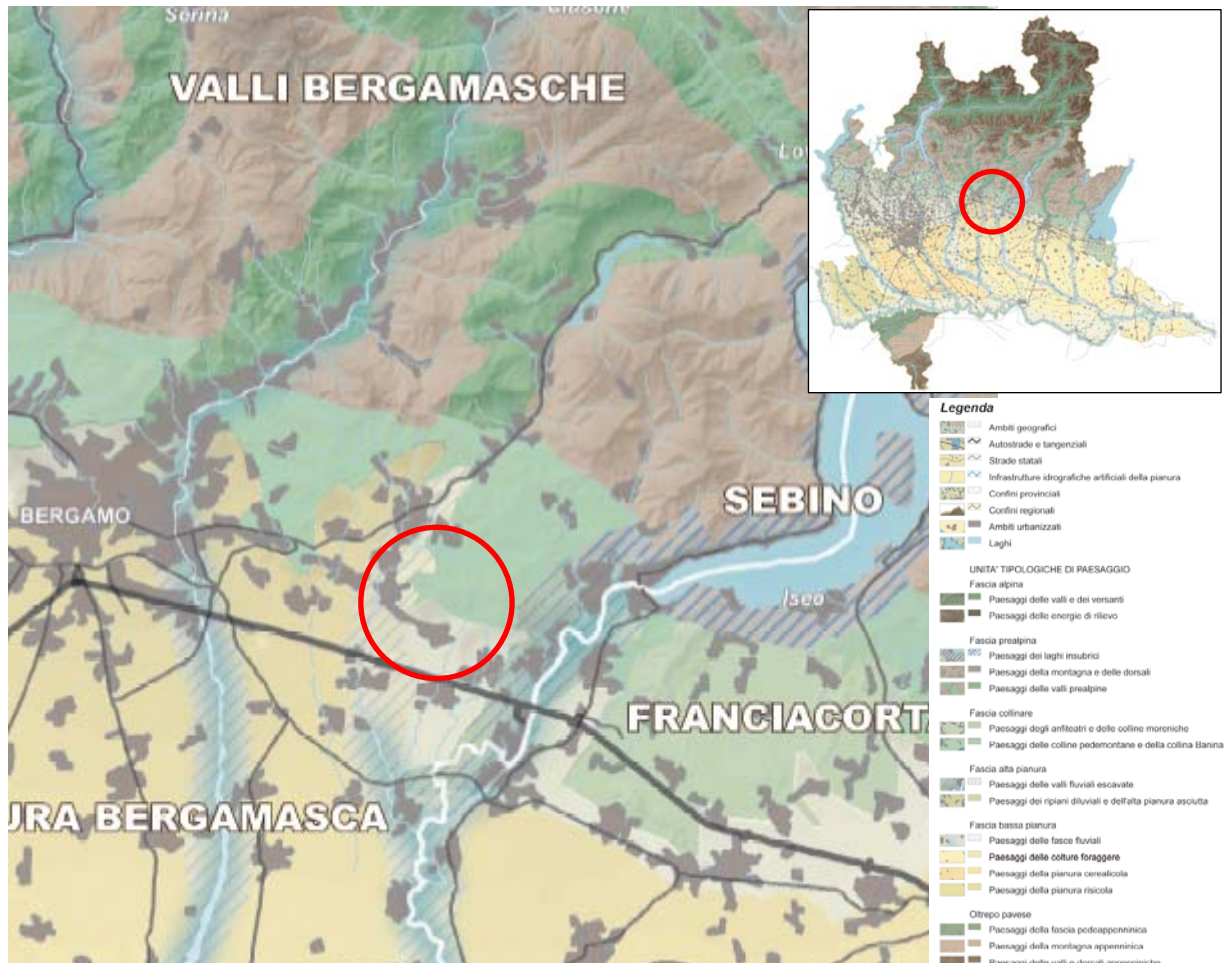 Serina
VALLI BERGAMASCHE
SEBINO
BERGAMO
Iseo
FRANCIACORT
URA BERGAMASCA
Legenda
Ambiti geografici
Autostrade e tangenziali
Strade statali
Infrastrutture idrografiche artificiali della pianura
Confini provinciali
Confini regionali
Ambiti urbanizzati
Laghi
UNITA' TIPOLOGICHE DI PAESAGGIO
Fascia alpina
Paesaggi delle valli e dei versanti
Paesaggi delle energie di rilievo
Fascia prealpina
Paesaggi dei laghi insubrici
Paesaggi della montagna e delle dorsali
Paesaggi delle valli prealpine
Fascia collinare
Paesaggi degli anfiteatri e delle colline moreniche
Paesaggi delle colline pedemontane e della collina Banina
Fascia alta pianura
Paesaggi delle valli fluviali escavate
Paesaggi dei ripiani diluviali e dell'alta pianura asciutta
Fascia bassa pianura
Paesaggi delle fasce fluviali
Paesaggi delle colture foraggere
Paesaggi della pianura cerealicola
Paesaggi della pianura risicola
Oltrepo pavese
Paesaggi della fascia pedeappenninica
Paesaggi della montagna appenninica
Paesaggi delle valli e dorsali appenniniche